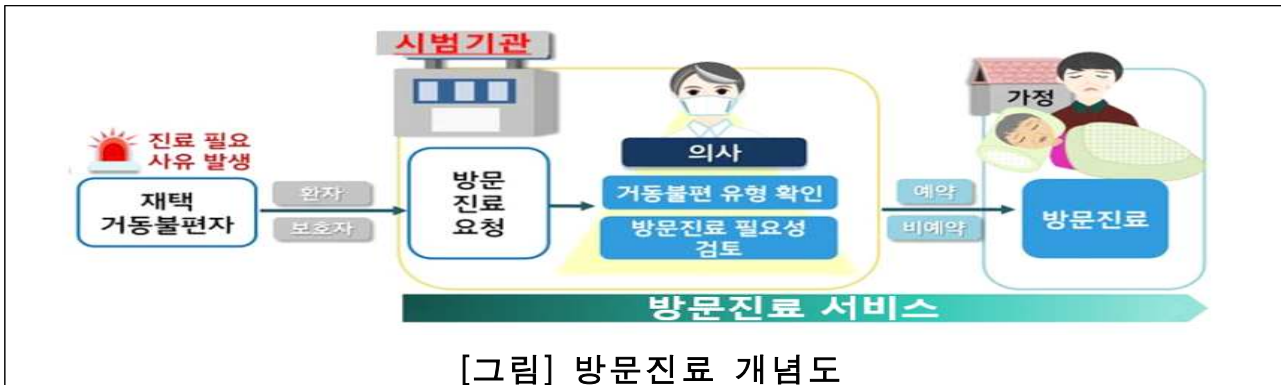 시범기관
진료 필요
사유 발생
재택
거동불편자
환자
보호자
방문
진료
요청
의사
거동불편 유형 확인
방문진료 필요성
검토
예약
비예약
가정
방문진료
방문진료 서비스
[그림] 방문진료 개념도